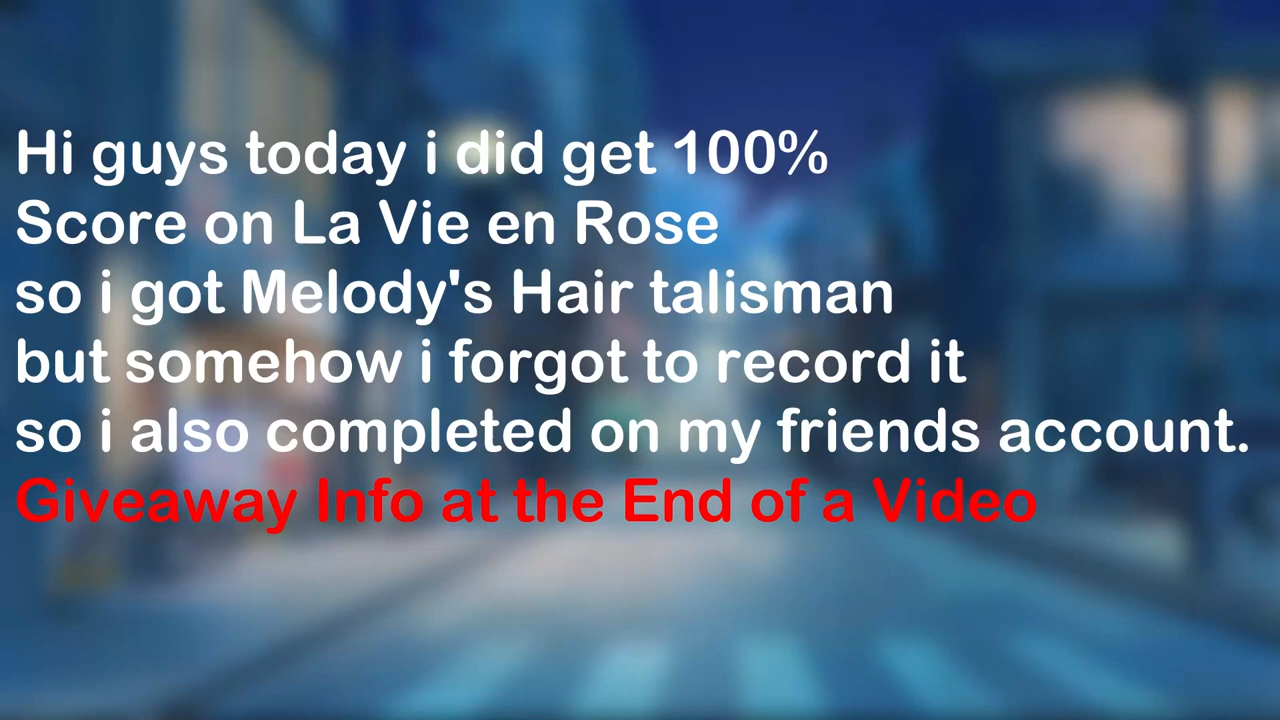 Hi guys today i did get 100%
Score on La Vie en Rose
so i got Melody's Hair talisman
but somehow i forgot to record it
so i also completed on my friends account.
Giveaway Info at the End of a Video